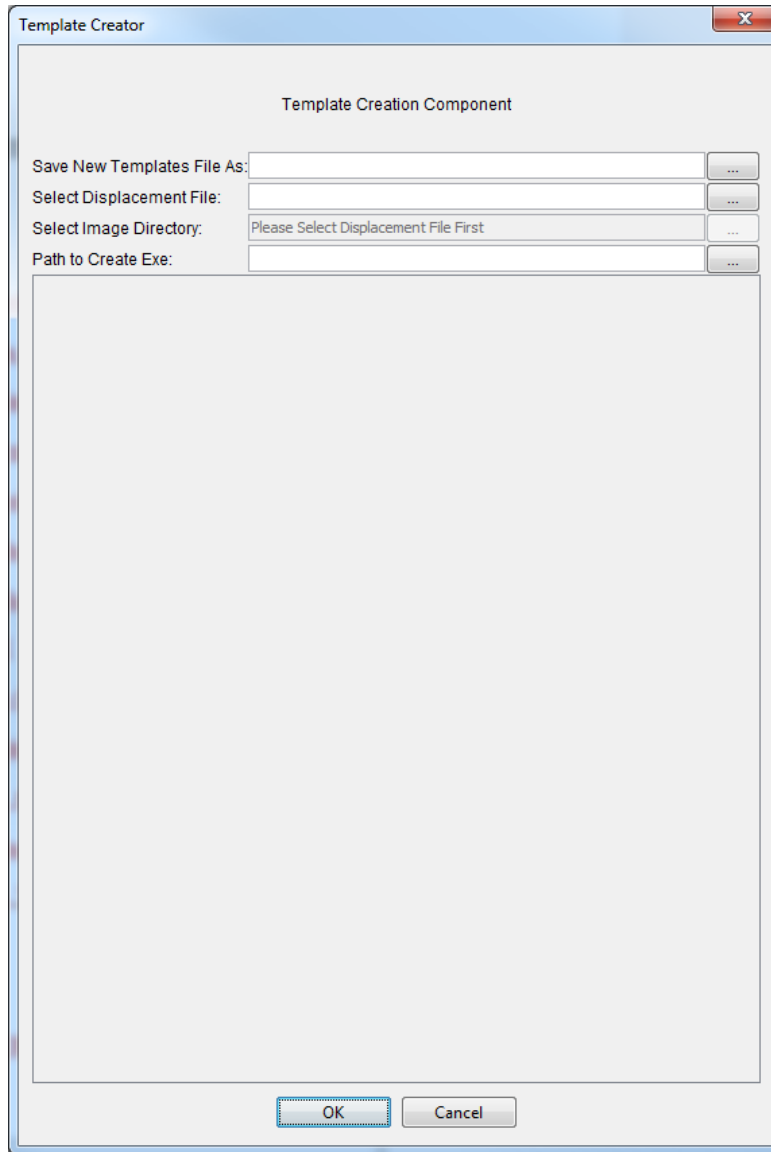 Template Creator
Template Creation Component
Save New Templates File As: ...
Select Displacement File: ...
Select Image Directory: Please Select Displacement File First ...
Path to Create Exe: ...
OK Cancel